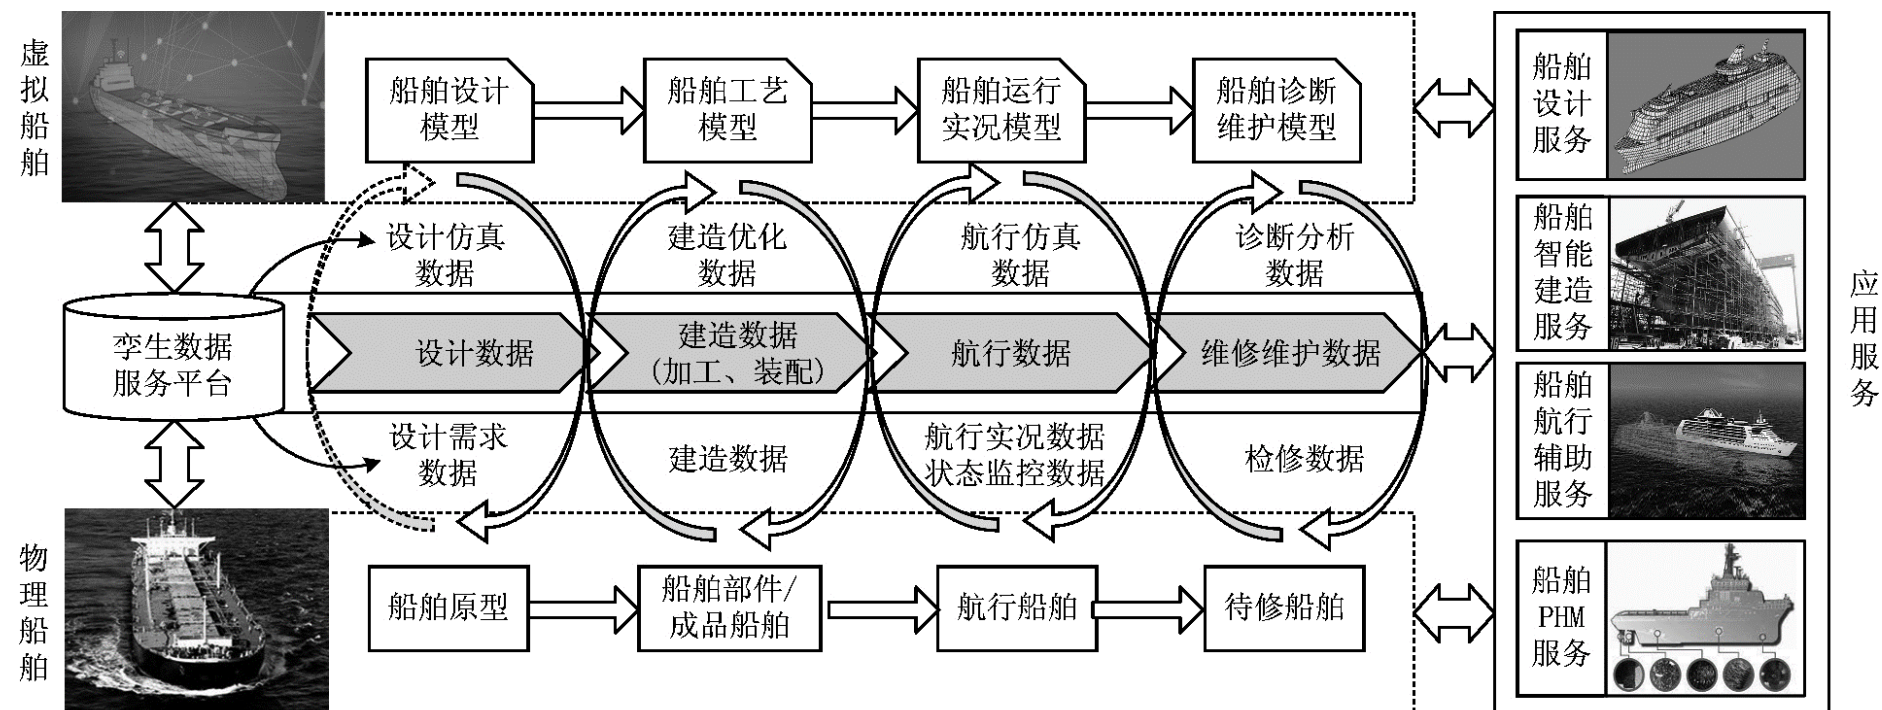 虚拟船舶
船舶设计
模型
船舶工艺
模型
船舶运行
实况模型
船舶诊断
维护模型
设计仿真
数据
建造优化
数据
航行仿真
数据
诊断分析
数据
孪生数据
服务平台
设计数据
建造数据
(加工、装配)
航行数据
维修维护数据
设计需求
数据
建造数据
航行实况数据
状态监控数据
检修数据
物理船舶
船舶原型
船舶部件/
成品船舶
航行船舶
待修船舶
船舶
设计
服务
船舶
智能
建造
服务
船舶
航行
辅助
服务
船舶
PHM
服务
应用服务